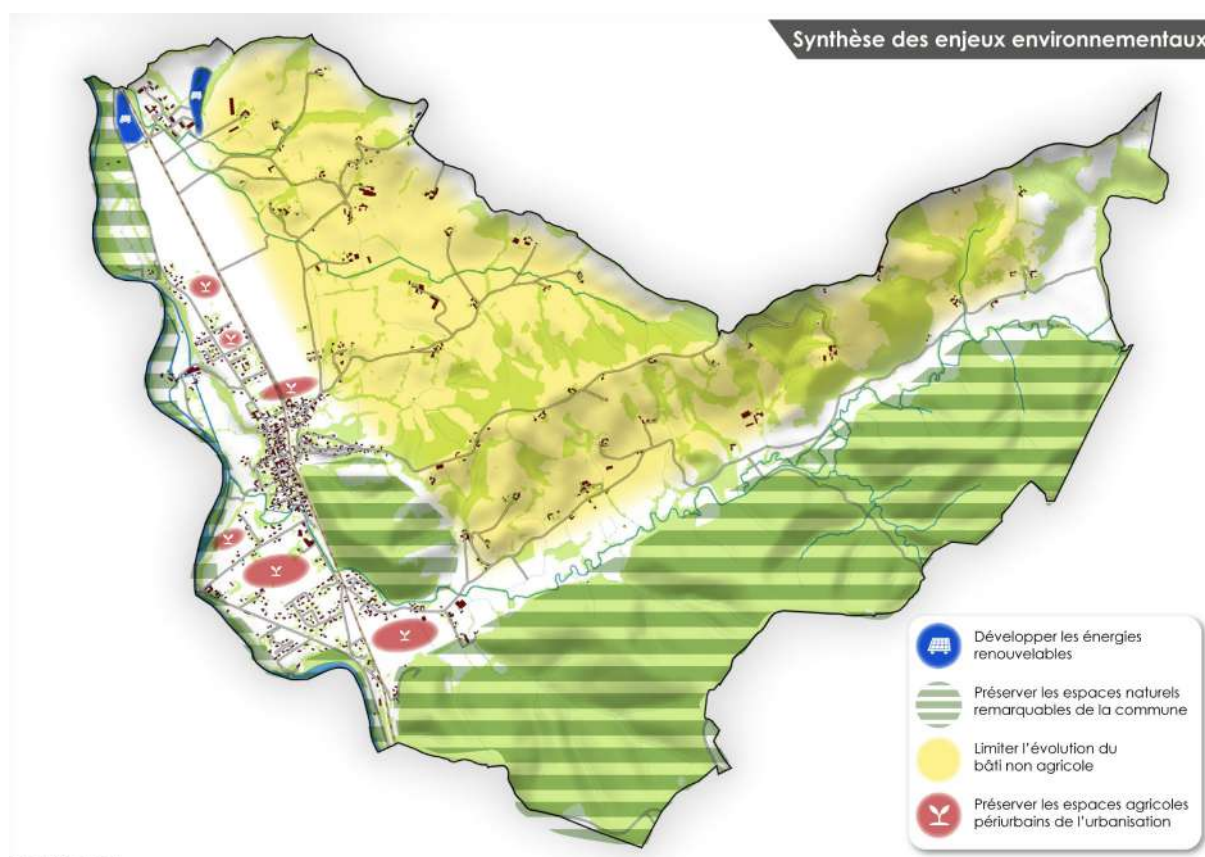 Synthèse des enjeux environnementaux
Développer les énergies
renouvelables
Préserver les espaces naturels
remarquables de la commune
Limiter l'évolution du
bâti non agricole
Préserver les espaces agricoles
périurbains de l'urbanisation